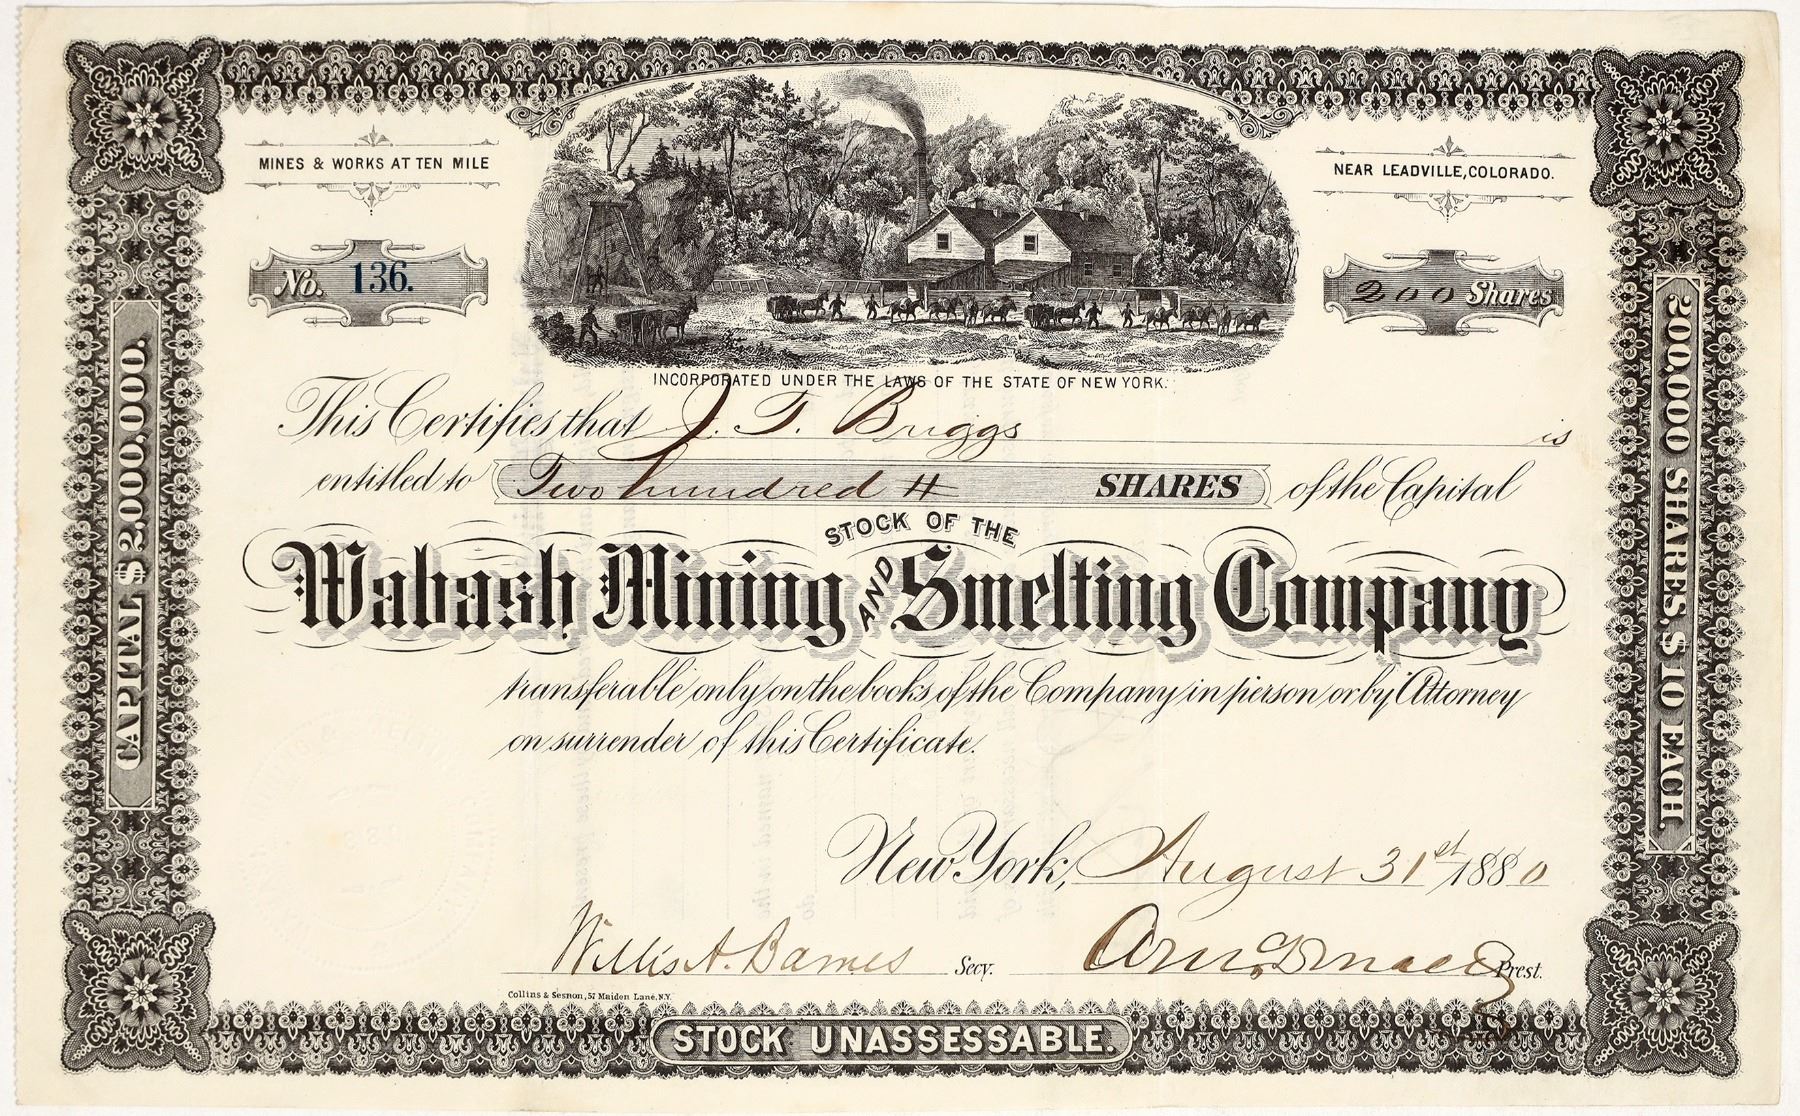 MINES & WORKS AT TEN MILE
NEAR LEADVILLE, COLORADO.
No. 136.
200 Shares
INCORPORATED UNDER THE LAWS OF THE STATE OF NEW YORK.
This Certifies that J. T. Briggs is
entitled to Two hundred SHARES of the Capital
STOCK OF THE
Wabash Mining AND Smelting Company
transferable only on the books of the Company in person or by Attorney
on surrender of this Certificate.
New York, August 31st 1880
Willis A. Barnes Secy. Prest.
Collins & Sesnon, 57 Maiden Lane, N.Y.
STOCK UNASSESSABLE.
CAPITAL $2,000,000.
200,000 SHARES, $10 EACH.